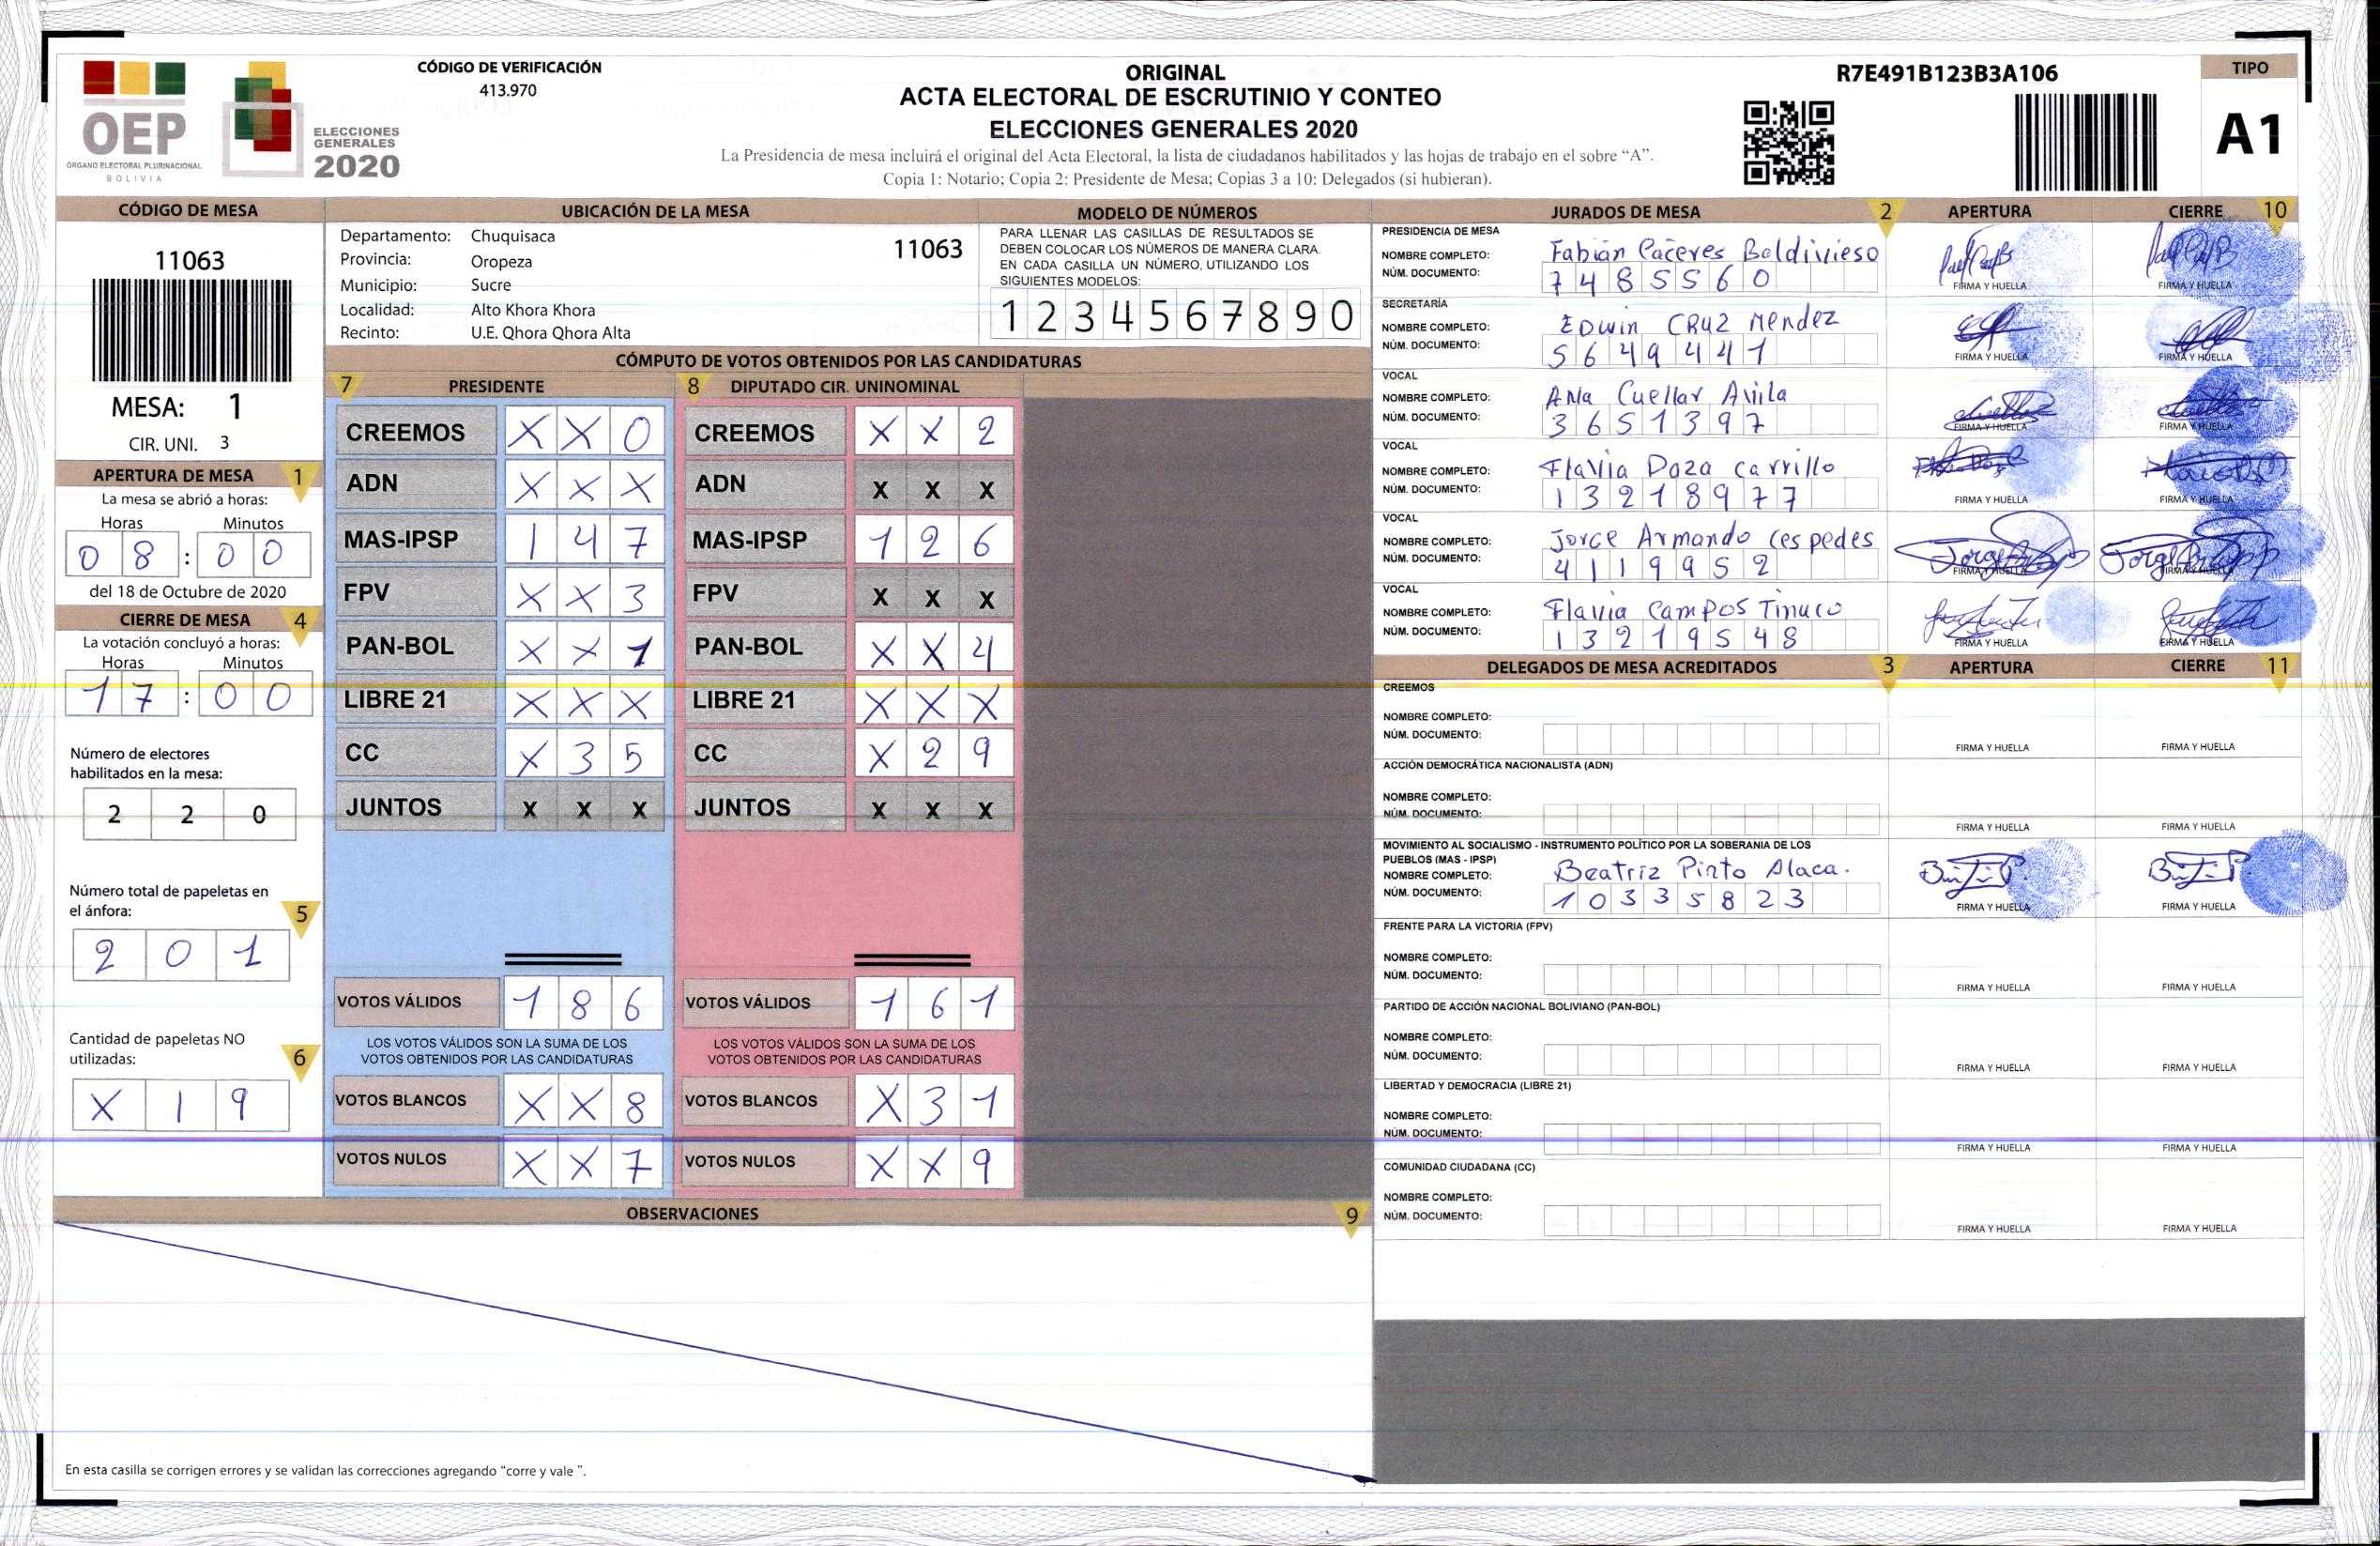 OEP
ÓRGANO ELECTORAL PLURINACIONAL
BOLIVIA
ELECCIONES
GENERALES
2020
CÓDIGO DE VERIFICACIÓN
413.970
ORIGINAL
ACTA ELECTORAL DE ESCRUTINIO Y CONTEO
ELECCIONES GENERALES 2020
La Presidencia de mesa incluirá el original del Acta Electoral, la lista de ciudadanos habilitados y las hojas de trabajo en el sobre “A”.
Copia 1: Notario; Copia 2: Presidente de Mesa; Copias 3 a 10: Delegados (si hubieran).
R7E491B123B3A106
TIPO
A1
CÓDIGO DE MESA
11063
MESA: 1
CIR. UNI. 3
APERTURA DE MESA 1
La mesa se abrió a horas:
Horas Minutos
0 8 : 0 0
del 18 de Octubre de 2020
CIERRE DE MESA 4
La votación concluyó a horas:
Horas Minutos
1 7 : 0 0
Número de electores
habilitados en la mesa:
2 2 0
Número total de papeletas en
el ánfora: 5
2 0 1
Cantidad de papeletas NO
utilizadas: 6
X 1 9
UBICACIÓN DE LA MESA
Departamento: Chuquisaca 11063
Provincia: Oropeza
Municipio: Sucre
Localidad: Alto Khora Khora
Recinto: U.E. Qhora Qhora Alta
MODELO DE NÚMEROS
PARA LLENAR LAS CASILLAS DE RESULTADOS SE
DEBEN COLOCAR LOS NÚMEROS DE MANERA CLARA.
EN CADA CASILLA UN NÚMERO, UTILIZANDO LOS
SIGUIENTES MODELOS:
1 2 3 4 5 6 7 8 9 0
CÓMPUTO DE VOTOS OBTENIDOS POR LAS CANDIDATURAS
7 PRESIDENTE
CREEMOS X X 0
ADN X X X
MAS-IPSP 1 4 7
FPV X X 3
PAN-BOL X X 1
LIBRE 21 X X X
CC X 3 5
JUNTOS X X X
VOTOS VÁLIDOS 1 8 6
LOS VOTOS VÁLIDOS SON LA SUMA DE LOS
VOTOS OBTENIDOS POR LAS CANDIDATURAS
VOTOS BLANCOS X X 8
VOTOS NULOS X X 7
8 DIPUTADO CIR. UNINOMINAL
CREEMOS X X 2
ADN X X X
MAS-IPSP 1 2 6
FPV X X X
PAN-BOL X X 4
LIBRE 21 X X X
CC X 2 9
JUNTOS X X X
VOTOS VÁLIDOS 1 6 1
LOS VOTOS VÁLIDOS SON LA SUMA DE LOS
VOTOS OBTENIDOS POR LAS CANDIDATURAS
VOTOS BLANCOS X 3 1
VOTOS NULOS X X 9
OBSERVACIONES 9
En esta casilla se corrigen errores y se validan las correcciones agregando “corre y vale ”.
JURADOS DE MESA 2 APERTURA CIERRE 10
PRESIDENCIA DE MESA
NOMBRE COMPLETO: Fabián Caceres Baldivieso
NÚM. DOCUMENTO: 7 4 8 5 5 6 0
FIRMA Y HUELLA FIRMA Y HUELLA
SECRETARÍA
NOMBRE COMPLETO: EDwin CRUZ Mendez
NÚM. DOCUMENTO: 5 6 4 9 4 4 1
FIRMA Y HUELLA FIRMA Y HUELLA
VOCAL
NOMBRE COMPLETO: ANa Cuellar Avila
NÚM. DOCUMENTO: 3 6 5 1 3 9 7
FIRMA Y HUELLA FIRMA Y HUELLA
VOCAL
NOMBRE COMPLETO: Flavia Daza carrillo
NÚM. DOCUMENTO: 1 3 2 1 8 9 7 7
FIRMA Y HUELLA FIRMA Y HUELLA
VOCAL
NOMBRE COMPLETO: Jorge Armando Cespedes
NÚM. DOCUMENTO: 4 1 1 9 9 5 2
FIRMA Y HUELLA FIRMA Y HUELLA
VOCAL
NOMBRE COMPLETO: Flavia Campos Tinuco
NÚM. DOCUMENTO: 1 3 2 1 9 5 4 8
FIRMA Y HUELLA FIRMA Y HUELLA
DELEGADOS DE MESA ACREDITADOS 3 APERTURA CIERRE 11
CREEMOS
NOMBRE COMPLETO:
NÚM. DOCUMENTO:
FIRMA Y HUELLA FIRMA Y HUELLA
ACCIÓN DEMOCRÁTICA NACIONALISTA (ADN)
NOMBRE COMPLETO:
NÚM. DOCUMENTO:
FIRMA Y HUELLA FIRMA Y HUELLA
MOVIMIENTO AL SOCIALISMO - INSTRUMENTO POLÍTICO POR LA SOBERANIA DE LOS
PUEBLOS (MAS - IPSP)
NOMBRE COMPLETO: Beatriz Pinto Alaca.
NÚM. DOCUMENTO: 1 0 3 3 5 8 2 3
FIRMA Y HUELLA FIRMA Y HUELLA
FRENTE PARA LA VICTORIA (FPV)
NOMBRE COMPLETO:
NÚM. DOCUMENTO:
FIRMA Y HUELLA FIRMA Y HUELLA
PARTIDO DE ACCIÓN NACIONAL BOLIVIANO (PAN-BOL)
NOMBRE COMPLETO:
NÚM. DOCUMENTO:
FIRMA Y HUELLA FIRMA Y HUELLA
LIBERTAD Y DEMOCRACIA (LIBRE 21)
NOMBRE COMPLETO:
NÚM. DOCUMENTO:
FIRMA Y HUELLA FIRMA Y HUELLA
COMUNIDAD CIUDADANA (CC)
NOMBRE COMPLETO:
NÚM. DOCUMENTO:
FIRMA Y HUELLA FIRMA Y HUELLA